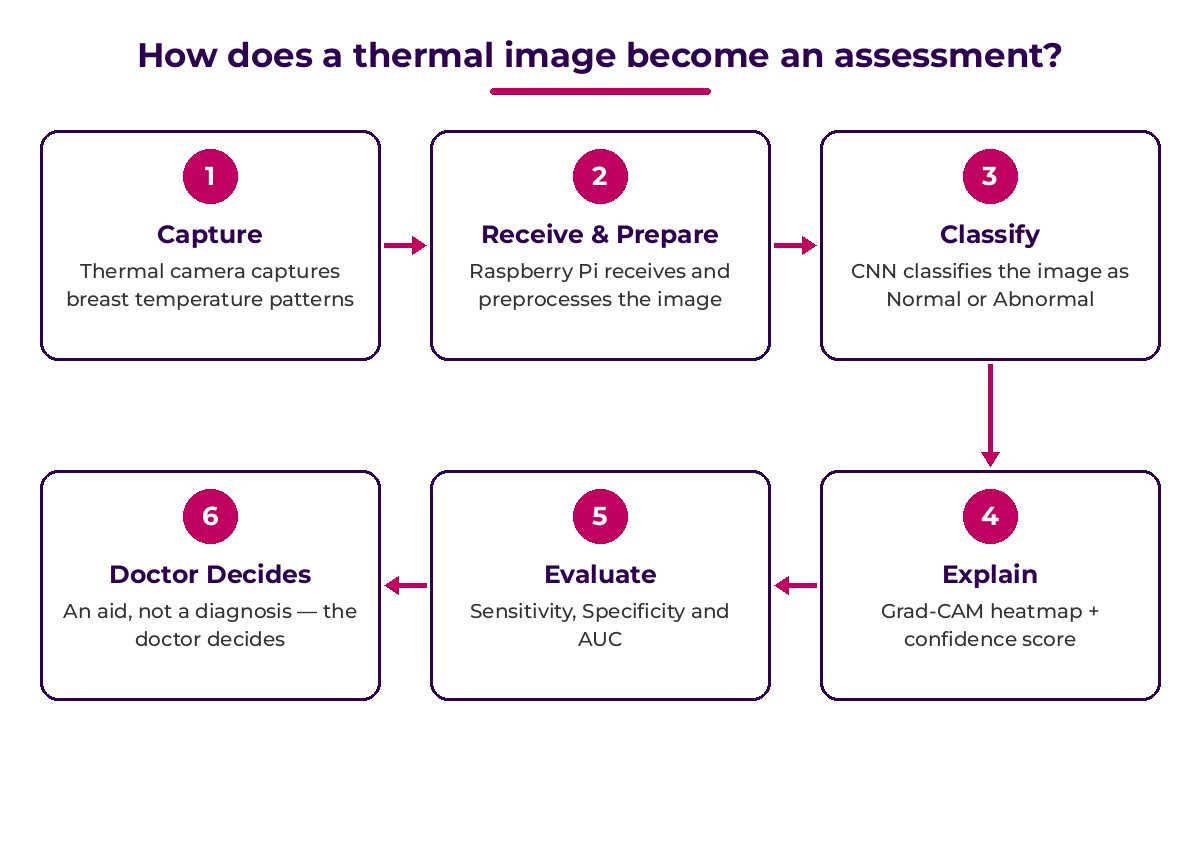 How does a thermal image become an assessment?
1
Capture
Thermal camera captures
breast temperature patterns
2
Receive & Prepare
Raspberry Pi receives and
preprocesses the image
3
Classify
CNN classifies the image as
Normal or Abnormal
4
Explain
Grad-CAM heatmap +
confidence score
5
Evaluate
Sensitivity, Specificity and
AUC
6
Doctor Decides
An aid, not a diagnosis — the
doctor decides